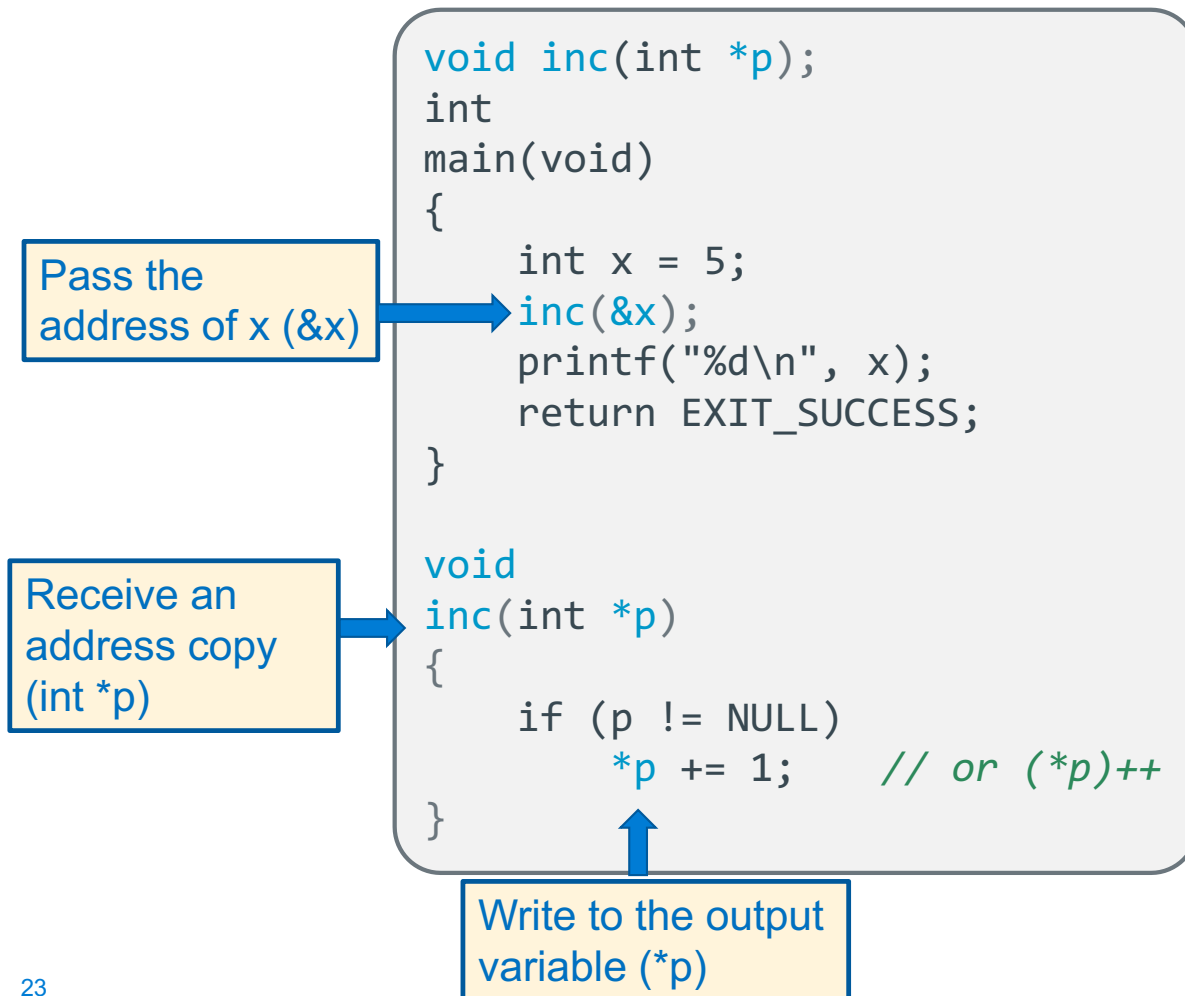 void inc(int *p);
int
main(void)
{
    int x = 5;
Pass the
address of x (&x)
    inc(&x);
    printf("%d\n", x);
    return EXIT_SUCCESS;
}
void
Receive an
address copy
(int *p)
inc(int *p)
{
    if (p != NULL)
        *p += 1;    // or (*p)++
}
Write to the output
variable (*p)
23